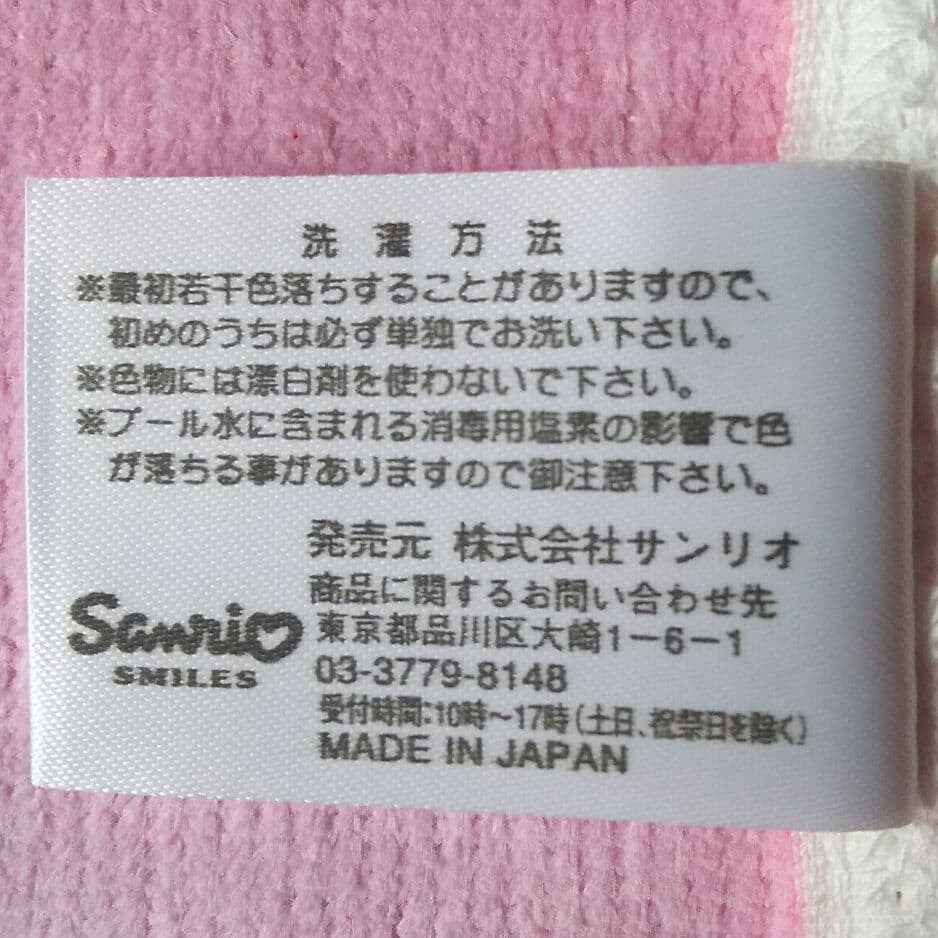 洗濯方法
※最初若干色落ちすることがありますので、
初めのうちは必ず単独でお洗い下さい。
※色物には漂白剤を使わないで下さい。
※プール水に含まれる消毒用塩素の影響で色
が落ちる事がありますので御注意下さい。
発売元 株式会社サンリオ
商品に関するお問い合わせ先
東京都品川区大崎1-6-1
03-3779-8148
受付時間:10時〜17時(土日、祝祭日を除く)
MADE IN JAPAN
Sanrio
SMILES